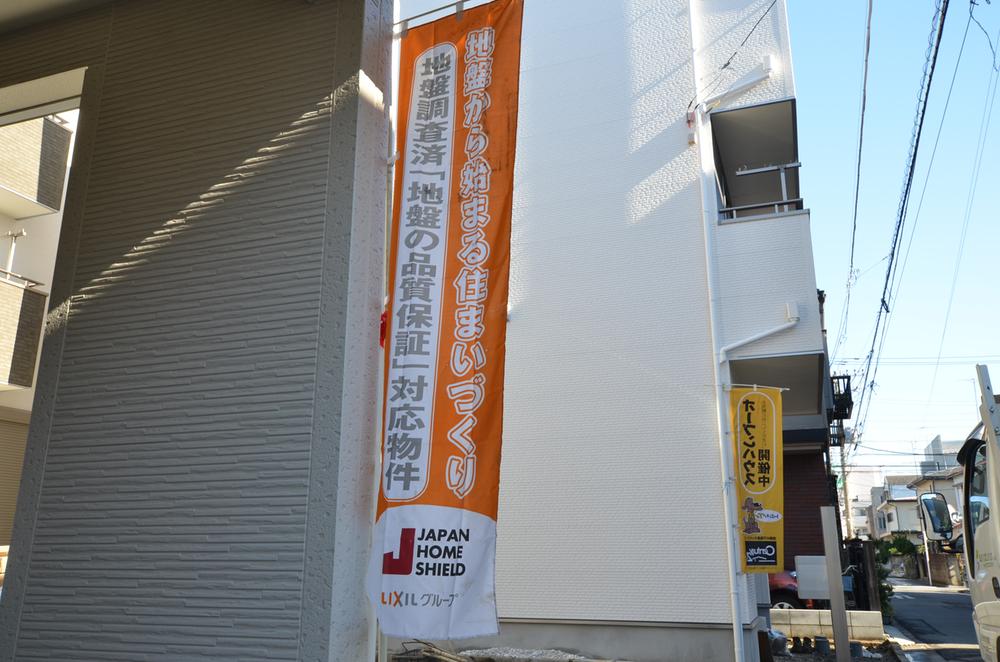 地盤から始まる住まいづくり
地盤調査済「地盤の品質保証」対応物件
JAPAN
HOME
SHIELD
LIXILグループ
開催中
オープンハウス
Century